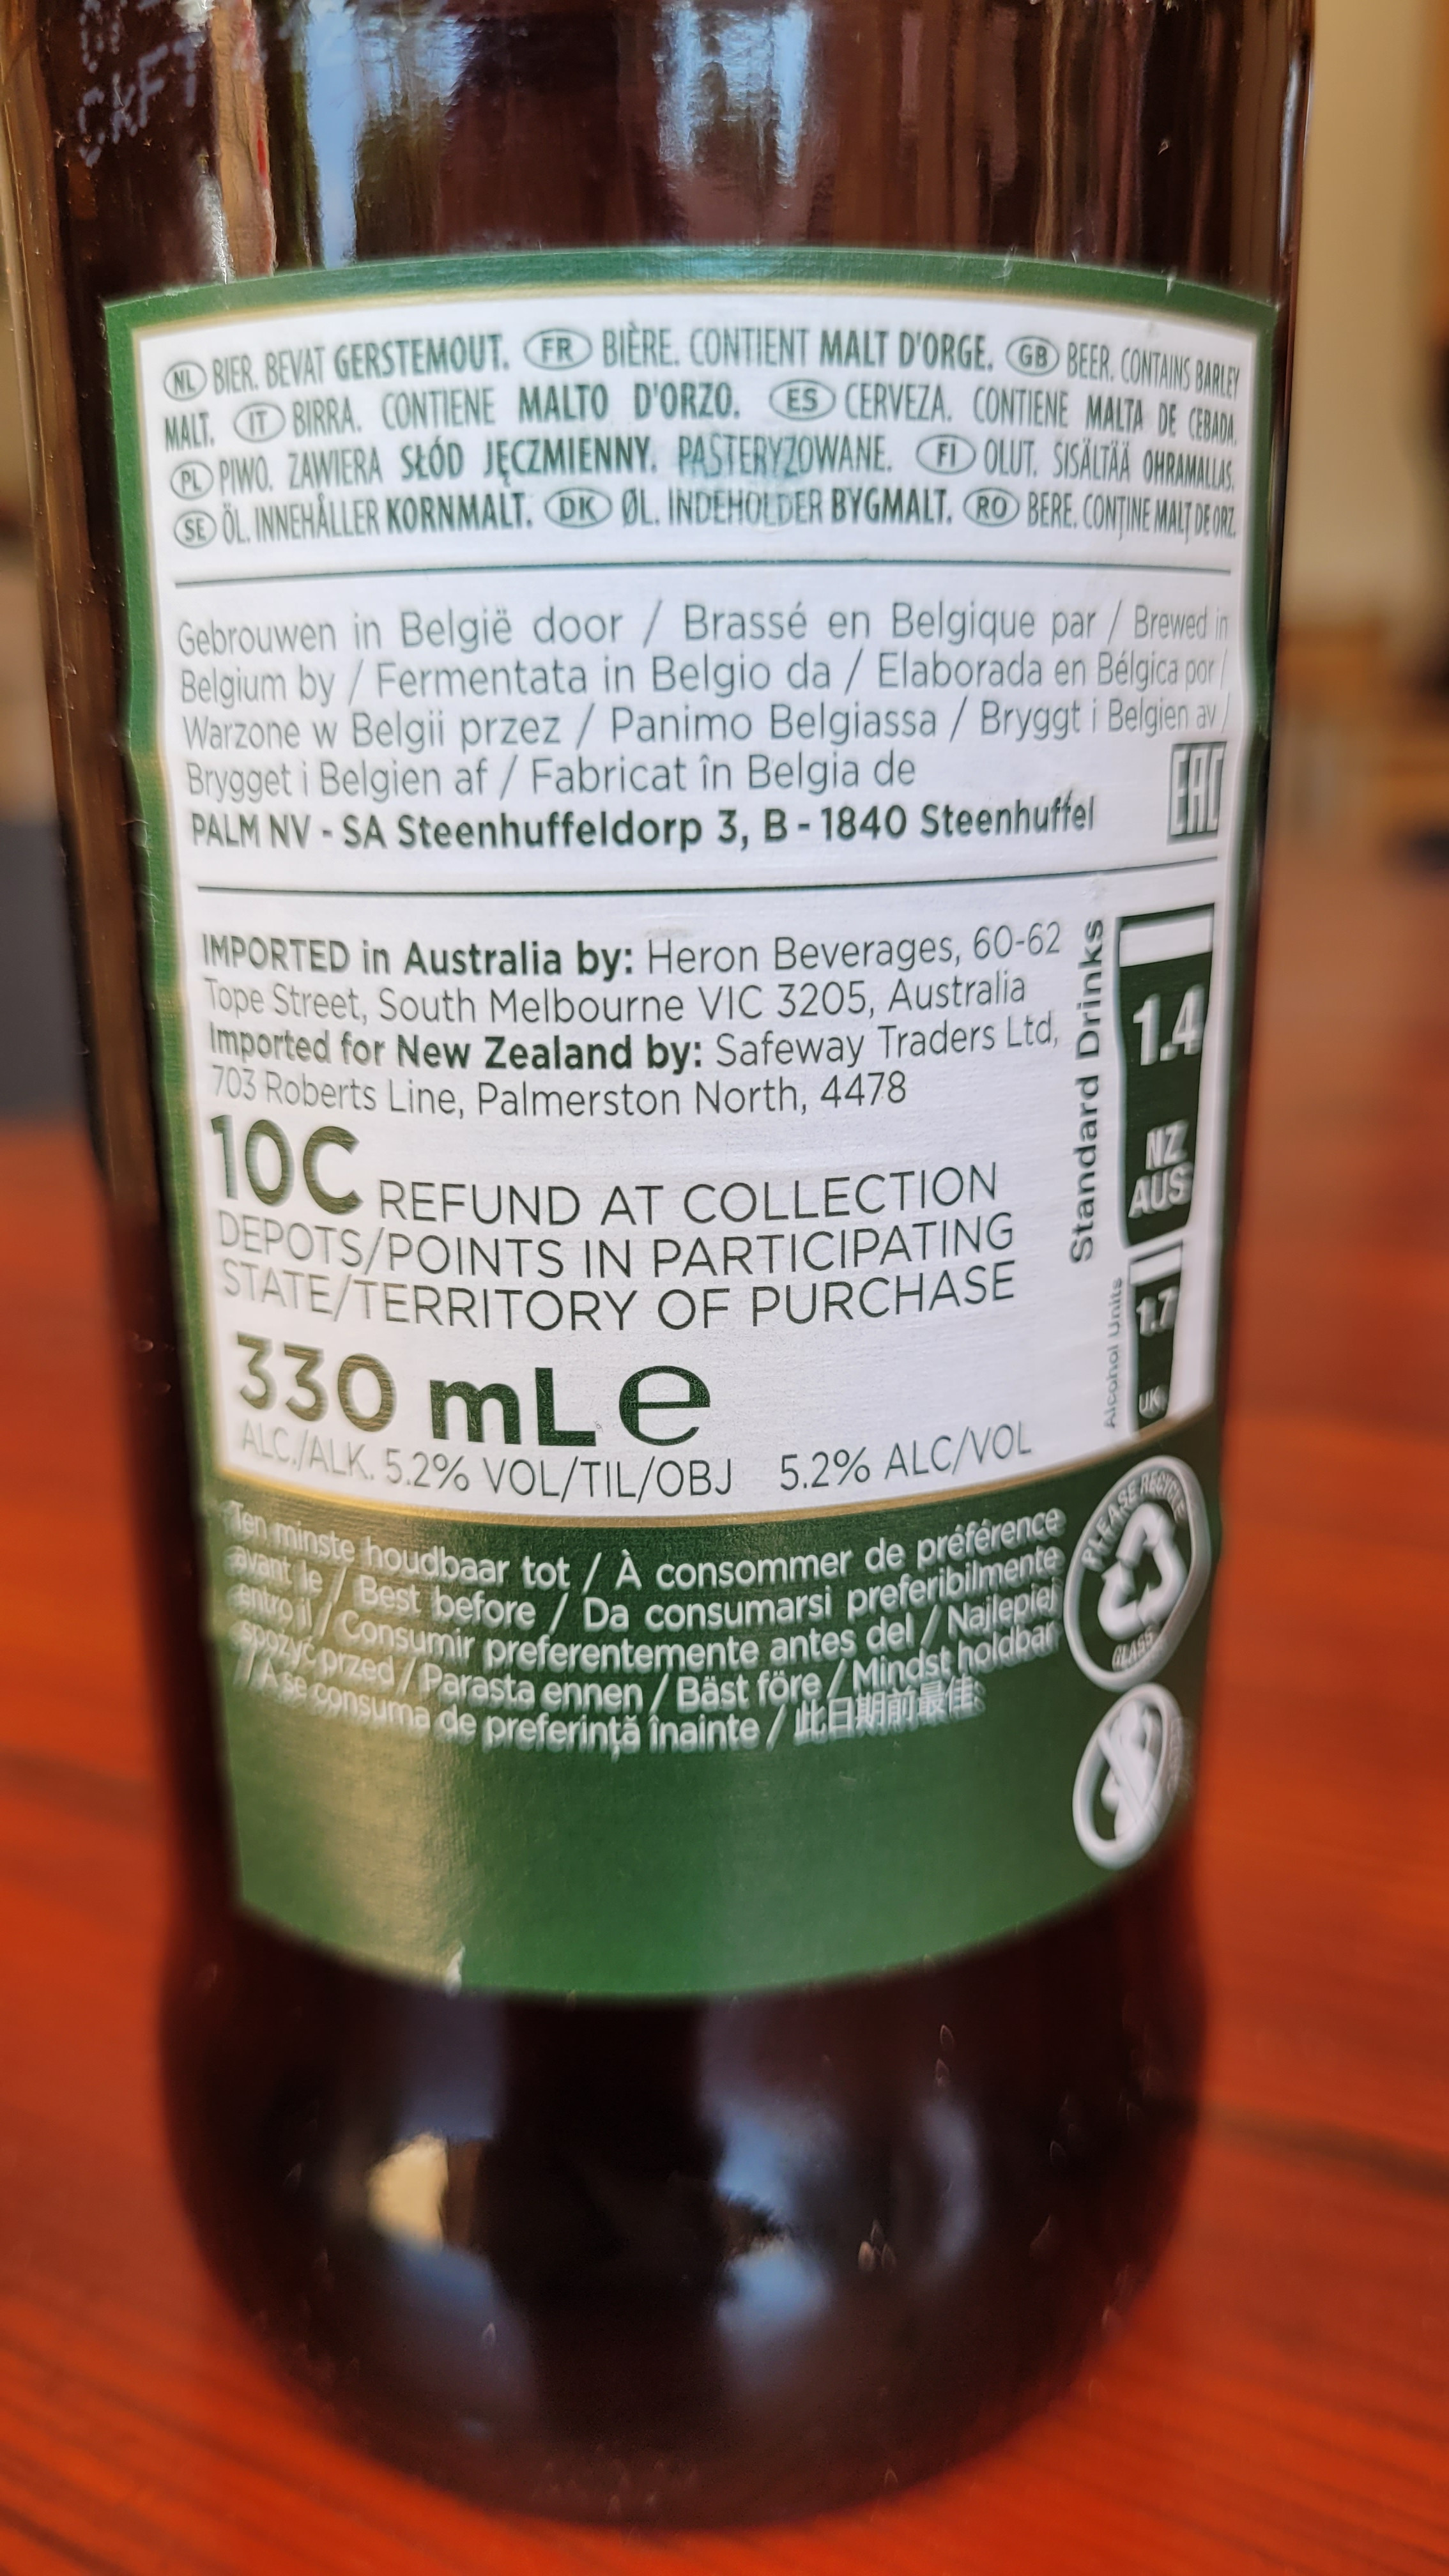 NL BIER. BEVAT GERSTEMOUT. FR BIÈRE. CONTIENT MALT D'ORGE. GB BEER. CONTAINS BARLEY
MALT. IT BIRRA. CONTIENE MALTO D'ORZO. ES CERVEZA. CONTIENE MALTA DE CEBADA.
PL PIWO. ZAWIERA SŁÓD JĘCZMIENNY. PASTERYZOWANE. FI OLUT. SISÄLTÄÄ OHRAMALLAS.
SE ÖL. INNEHÅLLER KORNMALT. DK ØL. INDEHOLDER BYGMALT. RO BERE. CONȚINE MALȚ DE ORZ.
Gebrouwen in België door / Brassé en Belgique par / Brewed in
Belgium by / Fermentata in Belgio da / Elaborada en Bélgica por /
Warzone w Belgii przez / Panimo Belgiassa / Bryggt i Belgien av /
Brygget i Belgien af / Fabricat în Belgia de
PALM NV - SA Steenhuffeldorp 3, B - 1840 Steenhuffel
EAC
IMPORTED in Australia by: Heron Beverages, 60-62
Tope Street, South Melbourne VIC 3205, Australia
Imported for New Zealand by: Safeway Traders Ltd,
703 Roberts Line, Palmerston North, 4478
10C REFUND AT COLLECTION
DEPOTS/POINTS IN PARTICIPATING
STATE/TERRITORY OF PURCHASE
330 mL e
ALC./ALK. 5.2% VOL/TIL/OBJ 5.2% ALC/VOL
Standard Drinks
1.4
NZ
AUS
Alcohol Units
1.7
UK
Ten minste houdbaar tot / À consommer de préférence
avant le / Best before / Da consumarsi preferibilmente
entro il / Consumir preferentemente antes del / Najlepiej
spożyć przed / Parasta ennen / Bäst före / Mindst holdbar
/ A se consuma de preferință înainte / 此日期前最佳:
PLEASE RECYCLE
GLASS